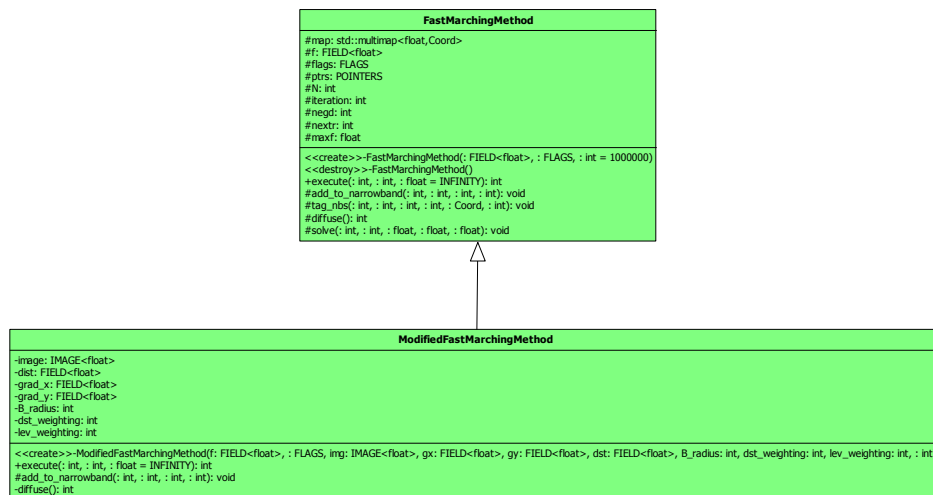 FastMarchingMethod
#map: std::multimap<float,Coord>
#f: FIELD<float>
#flags: FLAGS
#ptrs: POINTERS
#N: int
#iteration: int
#negd: int
#nextr: int
#maxf: float
<<create>>-FastMarchingMethod(: FIELD<float>, : FLAGS, : int = 1000000)
<<destroy>>-FastMarchingMethod()
+execute(: int, : int, : float = INFINITY): int
#add_to_narrowband(: int, : int, : int, : int): void
#tag_nbs(: int, : int, : int, : int, : Coord, : int): void
#diffuse(): int
#solve(: int, : int, : float, : float, : float): void
ModifiedFastMarchingMethod
-image: IMAGE<float>
-dist: FIELD<float>
-grad_x: FIELD<float>
-grad_y: FIELD<float>
-B_radius: int
-dst_weighting: int
-lev_weighting: int
<<create>>-ModifiedFastMarchingMethod(f: FIELD<float>, : FLAGS, img: IMAGE<float>, gx: FIELD<float>, gy: FIELD<float>, dst: FIELD<float>, B_radius: int, dst_weighting: int, lev_weighting: int, : int
+execute(: int, : int, : float = INFINITY): int
#add_to_narrowband(: int, : int, : int, : int): void
-diffuse(): int